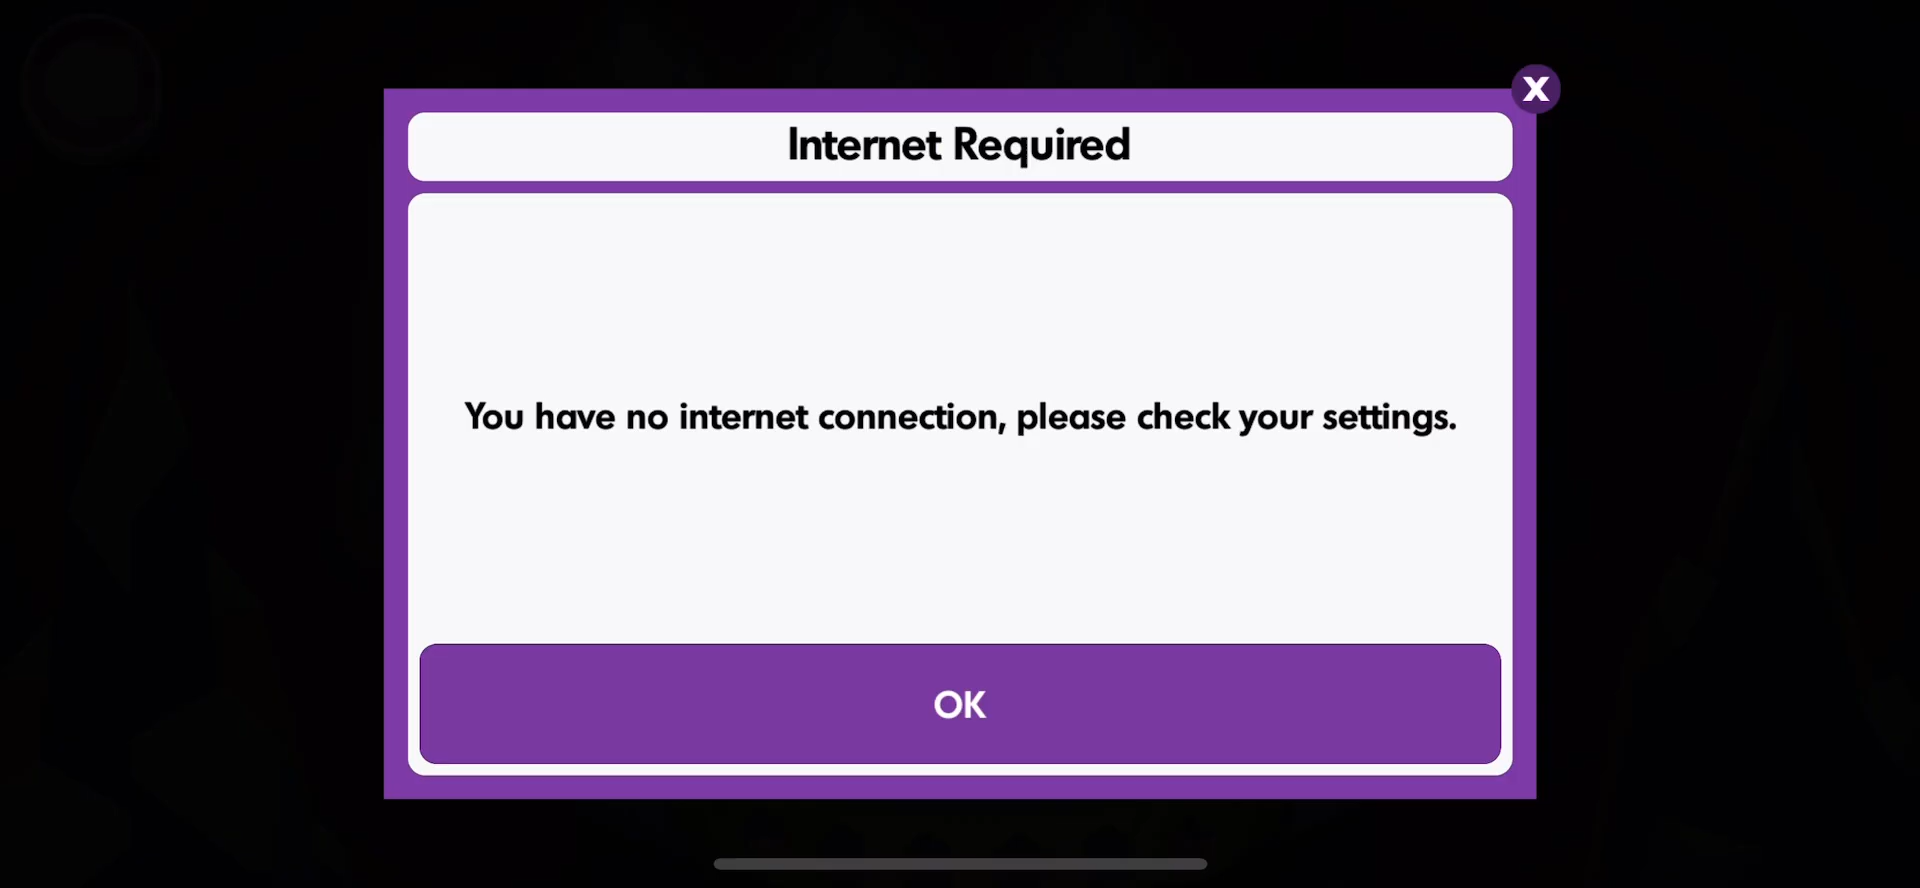 X
Internet Required
You have no internet connection, please check your settings.
OK